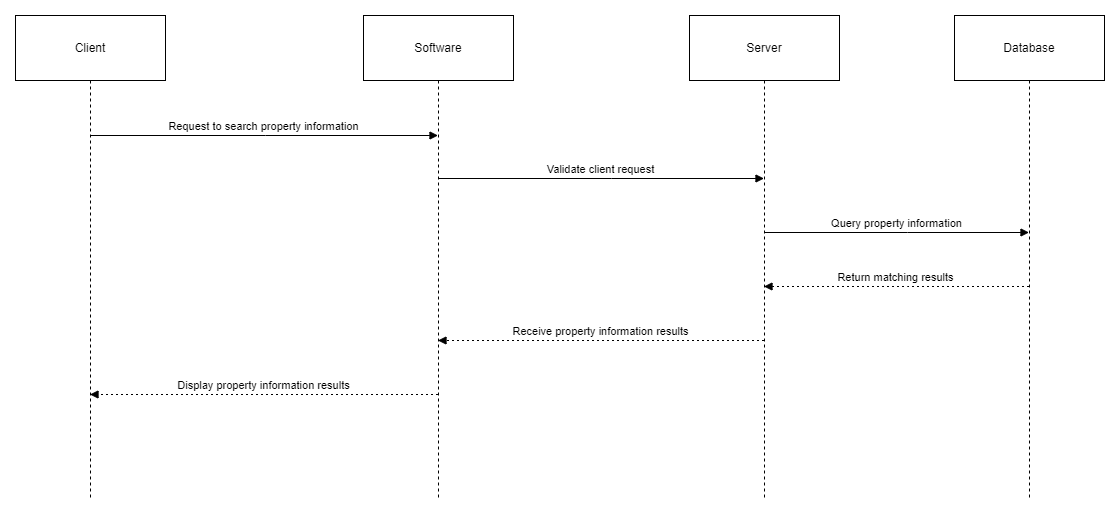 Client
Software
Server
Database
Request to search property information
Validate client request
Query property information
Return matching results
Receive property information results
Display property information results